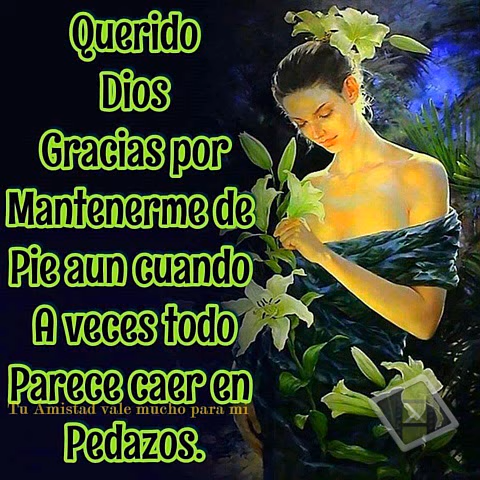 Querido
Dios
Gracias por
Mantenerme de
Pie aun cuando
A veces todo
Parece caer en
Tu Amistad vale mucho para mi
Pedazos.